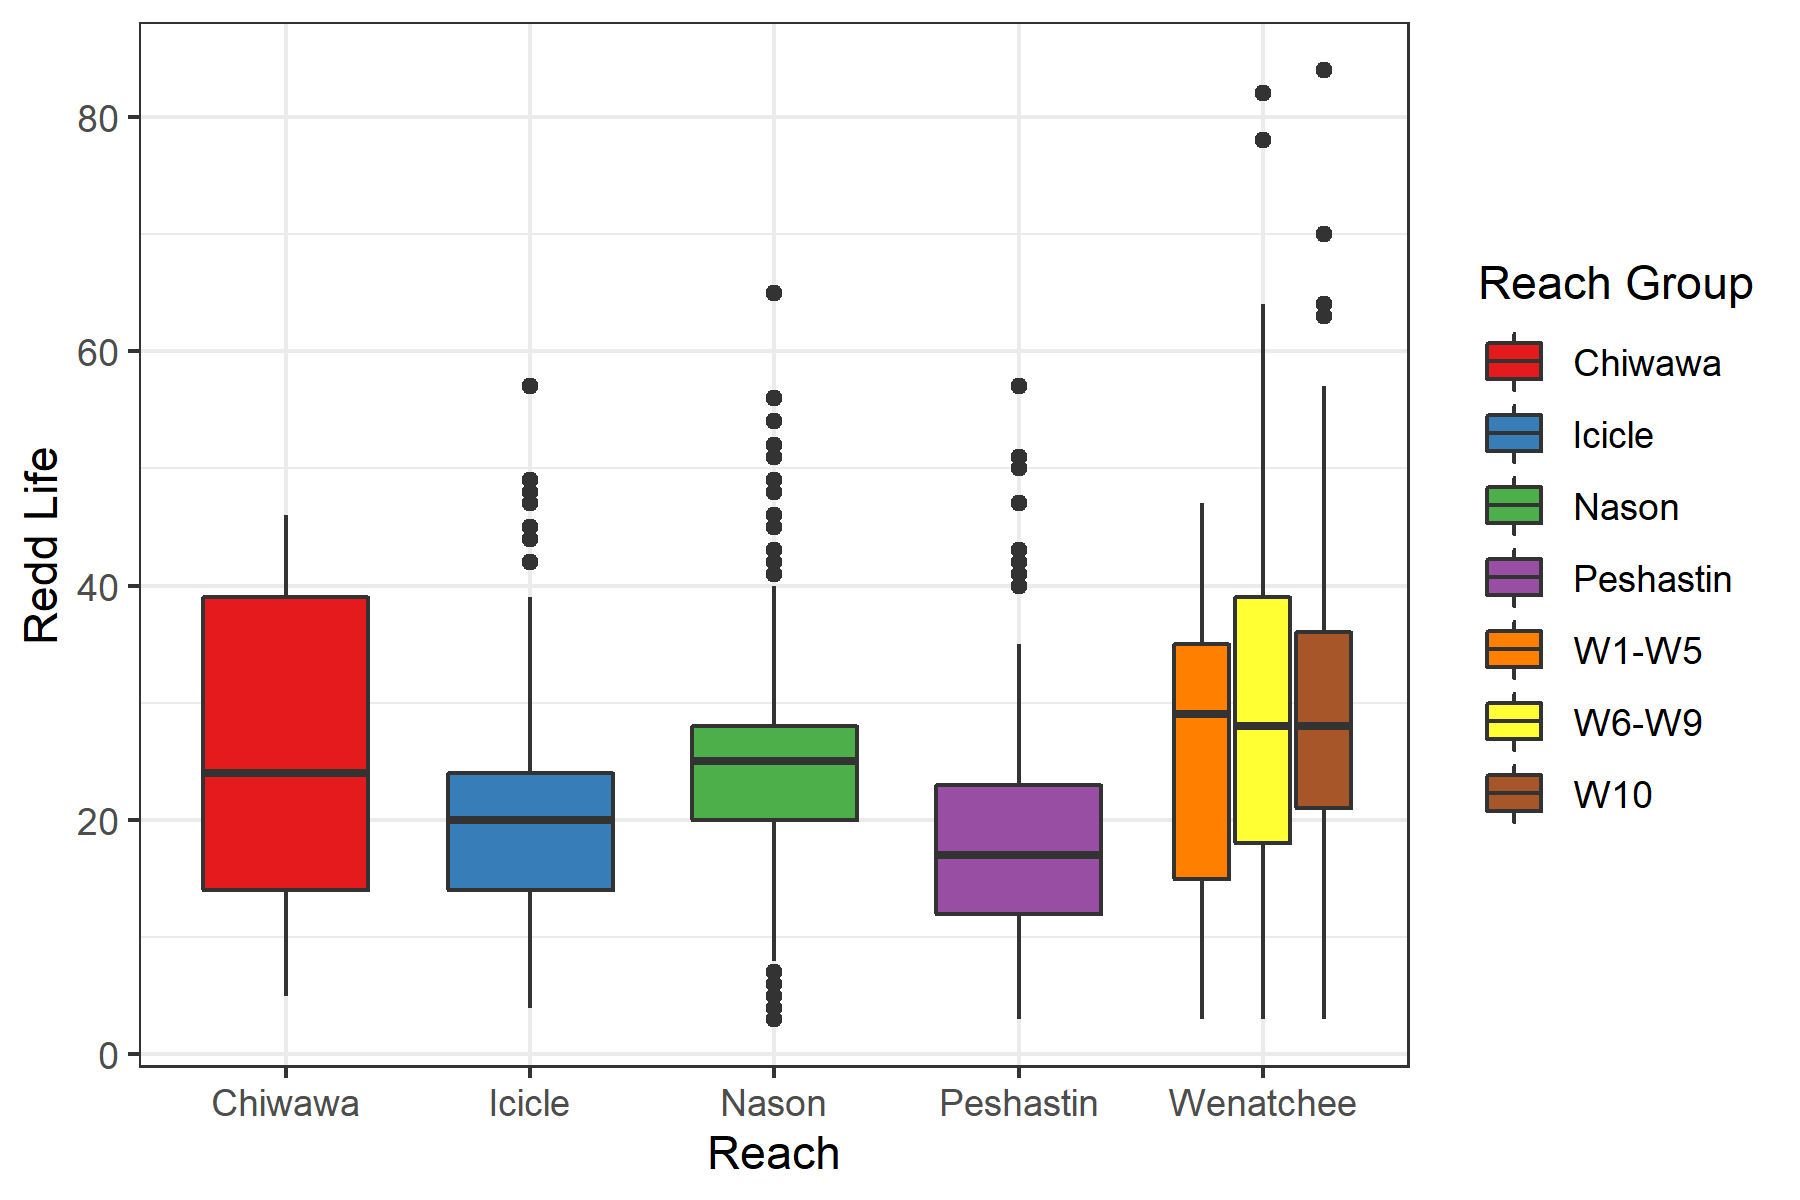 Redd Life
80
60
40
20
0
Chiwawa
Icicle
Nason
Peshastin
Wenatchee
Reach
Reach Group
Chiwawa
Icicle
Nason
Peshastin
W1-W5
W6-W9
W10